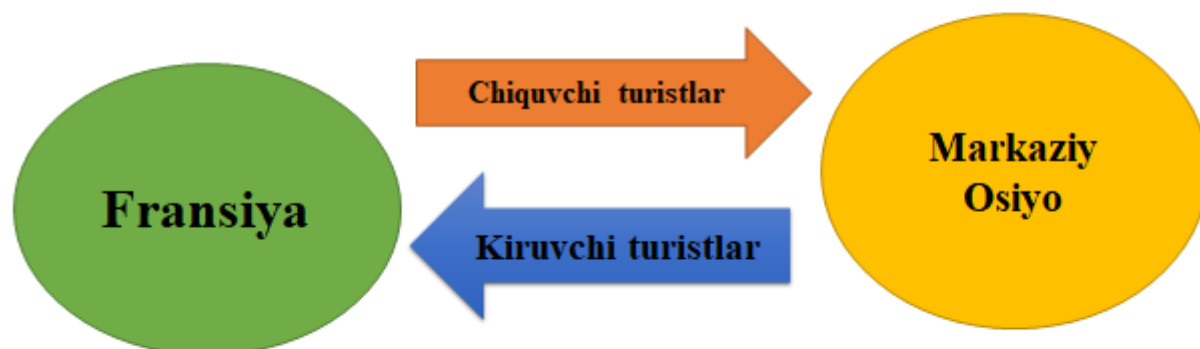 Fransiya
Chiquvchi turistlar
Kiruvchi turistlar
Markaziy
Osiyo